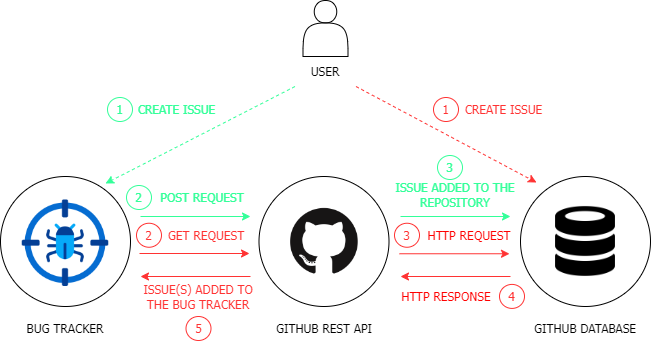 USER
1 CREATE ISSUE
1 CREATE ISSUE
3
2 POST REQUEST
ISSUE ADDED TO THE
REPOSITORY
2 GET REQUEST
3 HTTP REQUEST
ISSUE(S) ADDED TO
THE BUG TRACKER
5
HTTP RESPONSE 4
BUG TRACKER
GITHUB REST API
GITHUB DATABASE